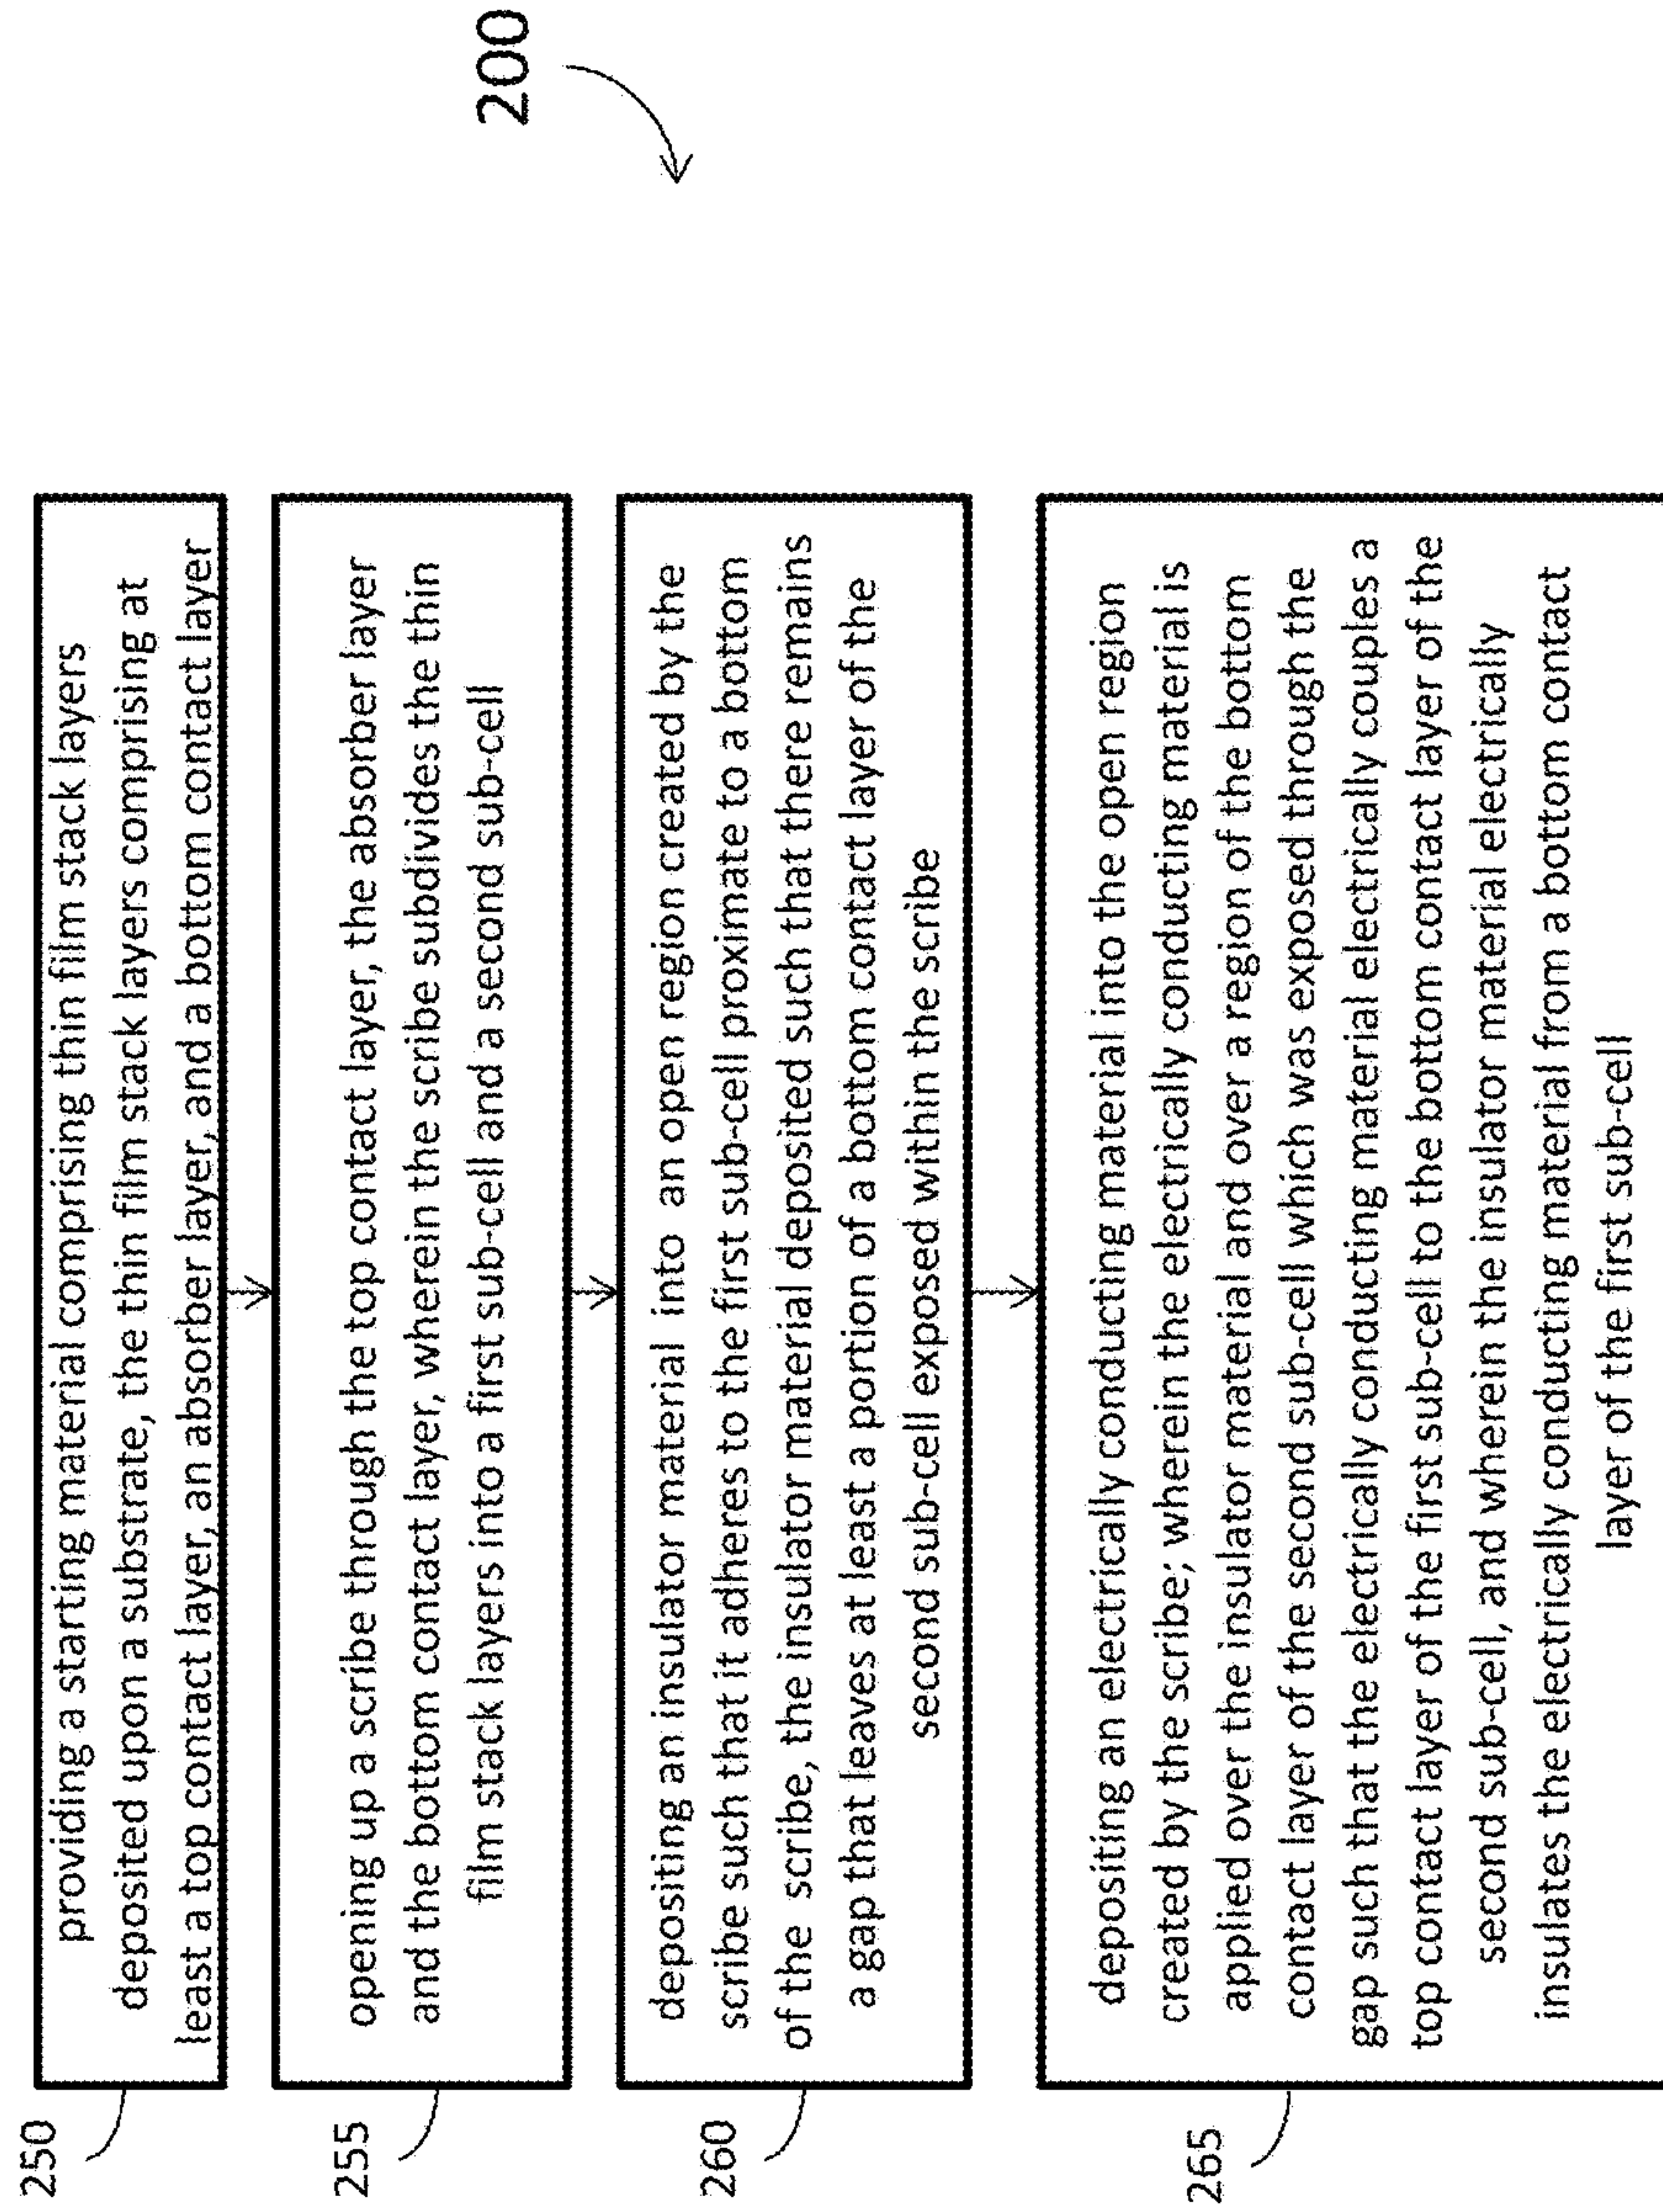 200
250
providing a starting material comprising thin film stack layers
deposited upon a substrate, the thin film stack layers comprising at
least a top contact layer, an absorber layer, and a bottom contact layer
255
opening up a scribe through the top contact layer, the absorber layer
and the bottom contact layer, wherein the scribe subdivides the thin
film stack layers into a first sub-cell and a second sub-cell
260
depositing an insulator material into an open region created by the
scribe such that it adheres to the first sub-cell proximate to a bottom
of the scribe, the insulator material deposited such that there remains
a gap that leaves at least a portion of a bottom contact layer of the
second sub-cell exposed within the scribe
265
depositing an electrically conducting material into the open region
created by the scribe; wherein the electrically conducting material is
applied over the insulator material and over a region of the bottom
contact layer of the second sub-cell which was exposed through the
gap such that the electrically conducting material electrically couples a
top contact layer of the first sub-cell to the bottom contact layer of the
second sub-cell, and wherein the insulator material electrically
insulates the electrically conducting material from a bottom contact
layer of the first sub-cell